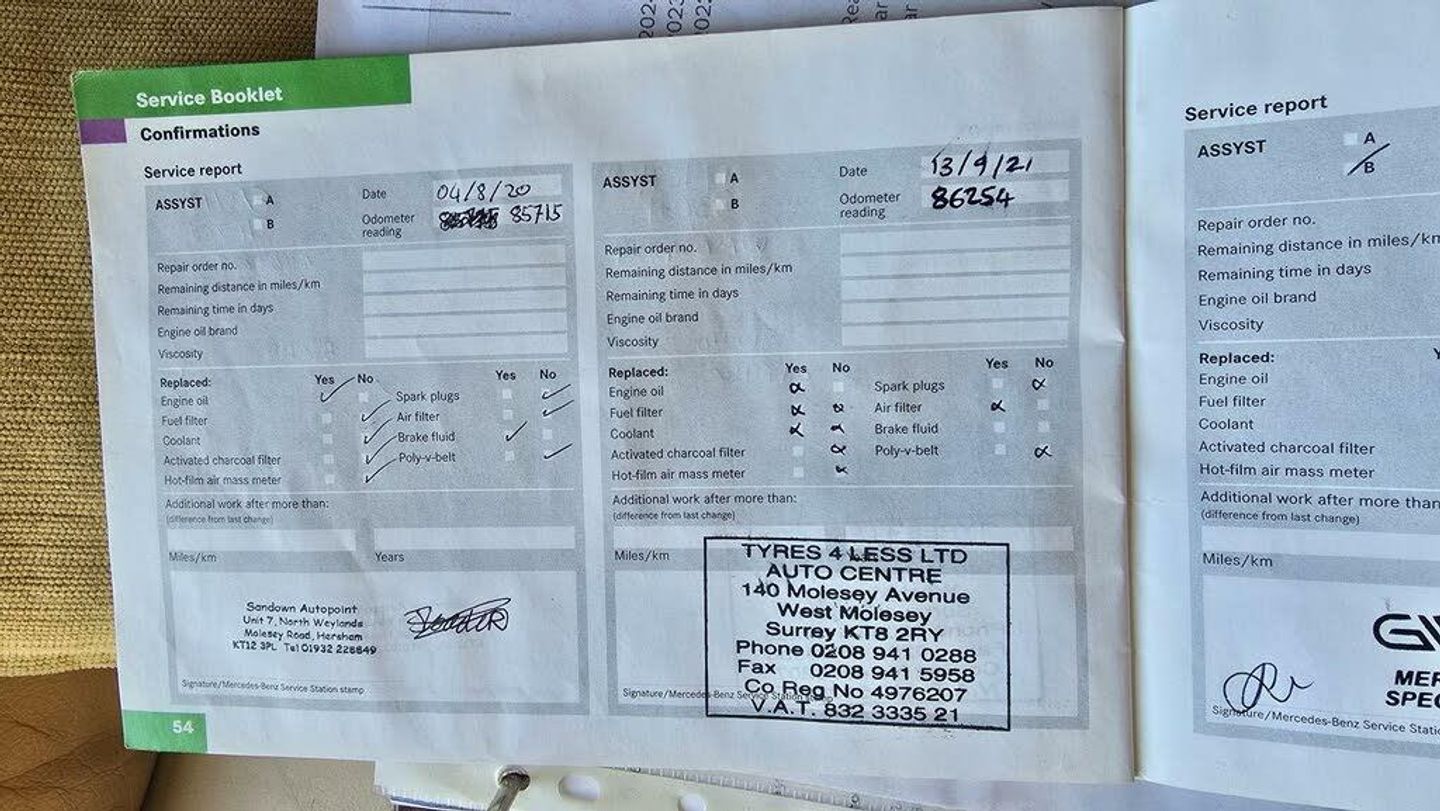 Service Booklet
Confirmations
Service report
ASSYST
A
B
Date 04/8/20
Odometer reading 85715
Repair order no.
Remaining distance in miles/km
Remaining time in days
Engine oil brand
Viscosity
Replaced: Yes No Yes No
Engine oil Spark plugs
Fuel filter Air filter
Coolant Brake fluid
Activated charcoal filter Poly-v-belt
Hot-film air mass meter
Additional work after more than:
(difference from last change)
Miles/km Years
Sandown Autopoint
Unit 7, North Weylands
Molesey Road, Hersham
KT12 3PL Tel 01932 228849
Signature/Mercedes-Benz Service Station stamp
54
ASSYST
A
B
Date 13/9/21
Odometer reading 86254
Repair order no.
Remaining distance in miles/km
Remaining time in days
Engine oil brand
Viscosity
Replaced: Yes No Yes No
Engine oil Spark plugs
Fuel filter Air filter
Coolant Brake fluid
Activated charcoal filter Poly-v-belt
Hot-film air mass meter
Additional work after more than:
(difference from last change)
Miles/km
TYRES 4 LESS LTD
AUTO CENTRE
140 Molesey Avenue
West Molesey
Surrey KT8 2RY
Phone 0208 941 0288
Fax 0208 941 5958
Co Reg No 4976207
V.A.T. 832 3335 21
Signature/Mercedes-Benz Service Station
Service report
ASSYST
A
B
Repair order no.
Remaining distance in miles/km
Remaining time in days
Engine oil brand
Viscosity
Replaced:
Engine oil
Fuel filter
Coolant
Activated charcoal filter
Hot-film air mass meter
Additional work after more than
(difference from last change)
Miles/km
Signature/Mercedes-Benz Service Stati